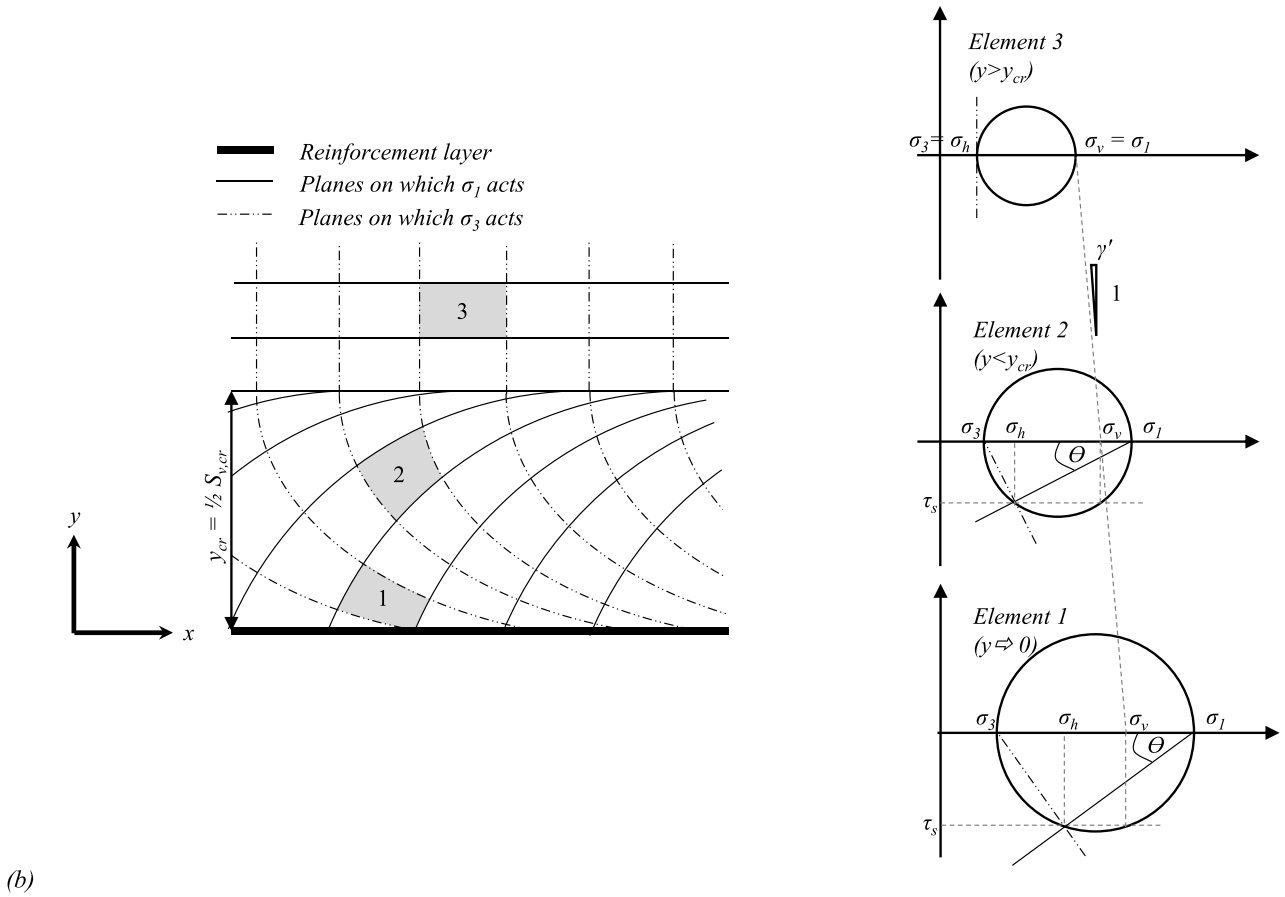 Reinforcement layer
Planes on which σ1 acts
Planes on which σ3 acts
3
2
1
ycr = ½ Sv,cr
y
x
(b)
Element 3
(y>ycr)
σ3= σh
σv = σ1
γ'
1
Element 2
(y<ycr)
σ3
σh
σv
σ1
Θ
τs
Element 1
(y⇨0)
σ3
σh
σv
σ1
Θ
τs